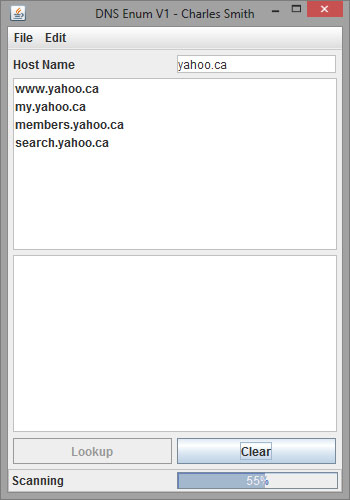 DNS Enum V1 - Charles Smith
File Edit
Host Name yahoo.ca
www.yahoo.ca
my.yahoo.ca
members.yahoo.ca
search.yahoo.ca
Lookup Clear
Scanning 55%